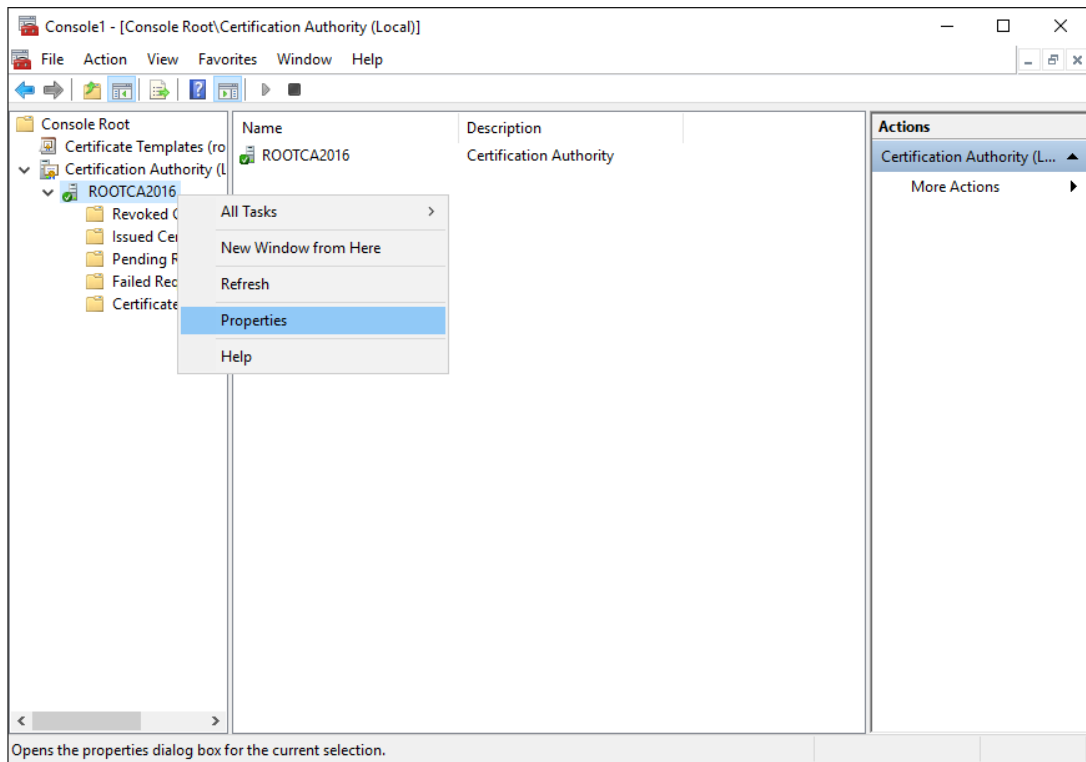 Console1 - [Console Root\Certification Authority (Local)]
File Action View Favorites Window Help
Console Root
Certificate Templates (ro
Certification Authority (L
ROOTCA2016
Revoked C
Issued Cer
Pending R
Failed Rec
Certificate
Name Description
ROOTCA2016 Certification Authority
All Tasks
New Window from Here
Refresh
Properties
Help
Actions
Certification Authority (L...
More Actions
Opens the properties dialog box for the current selection.